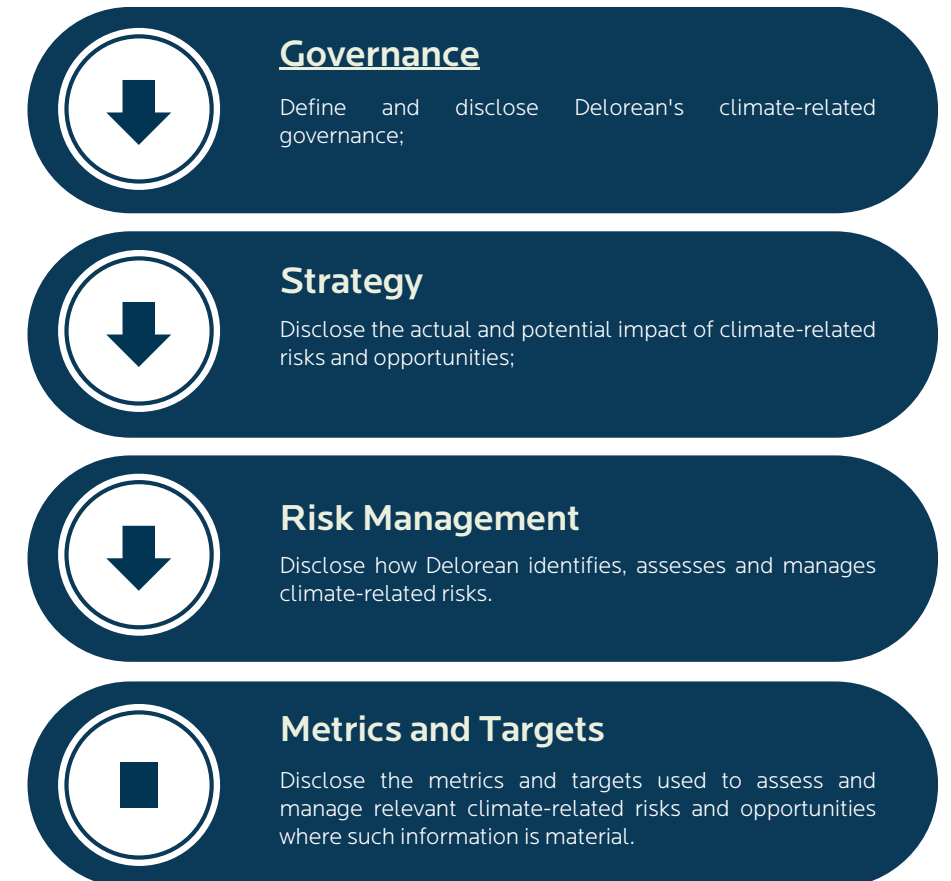 Governance
Define and disclose Delorean's climate-related
governance;
Strategy
Disclose the actual and potential impact of climate-related
risks and opportunities;
Risk Management
Disclose how Delorean identifies, assesses and manages
climate-related risks.
Metrics and Targets
Disclose the metrics and targets used to assess and
manage relevant climate-related risks and opportunities
where such information is material.